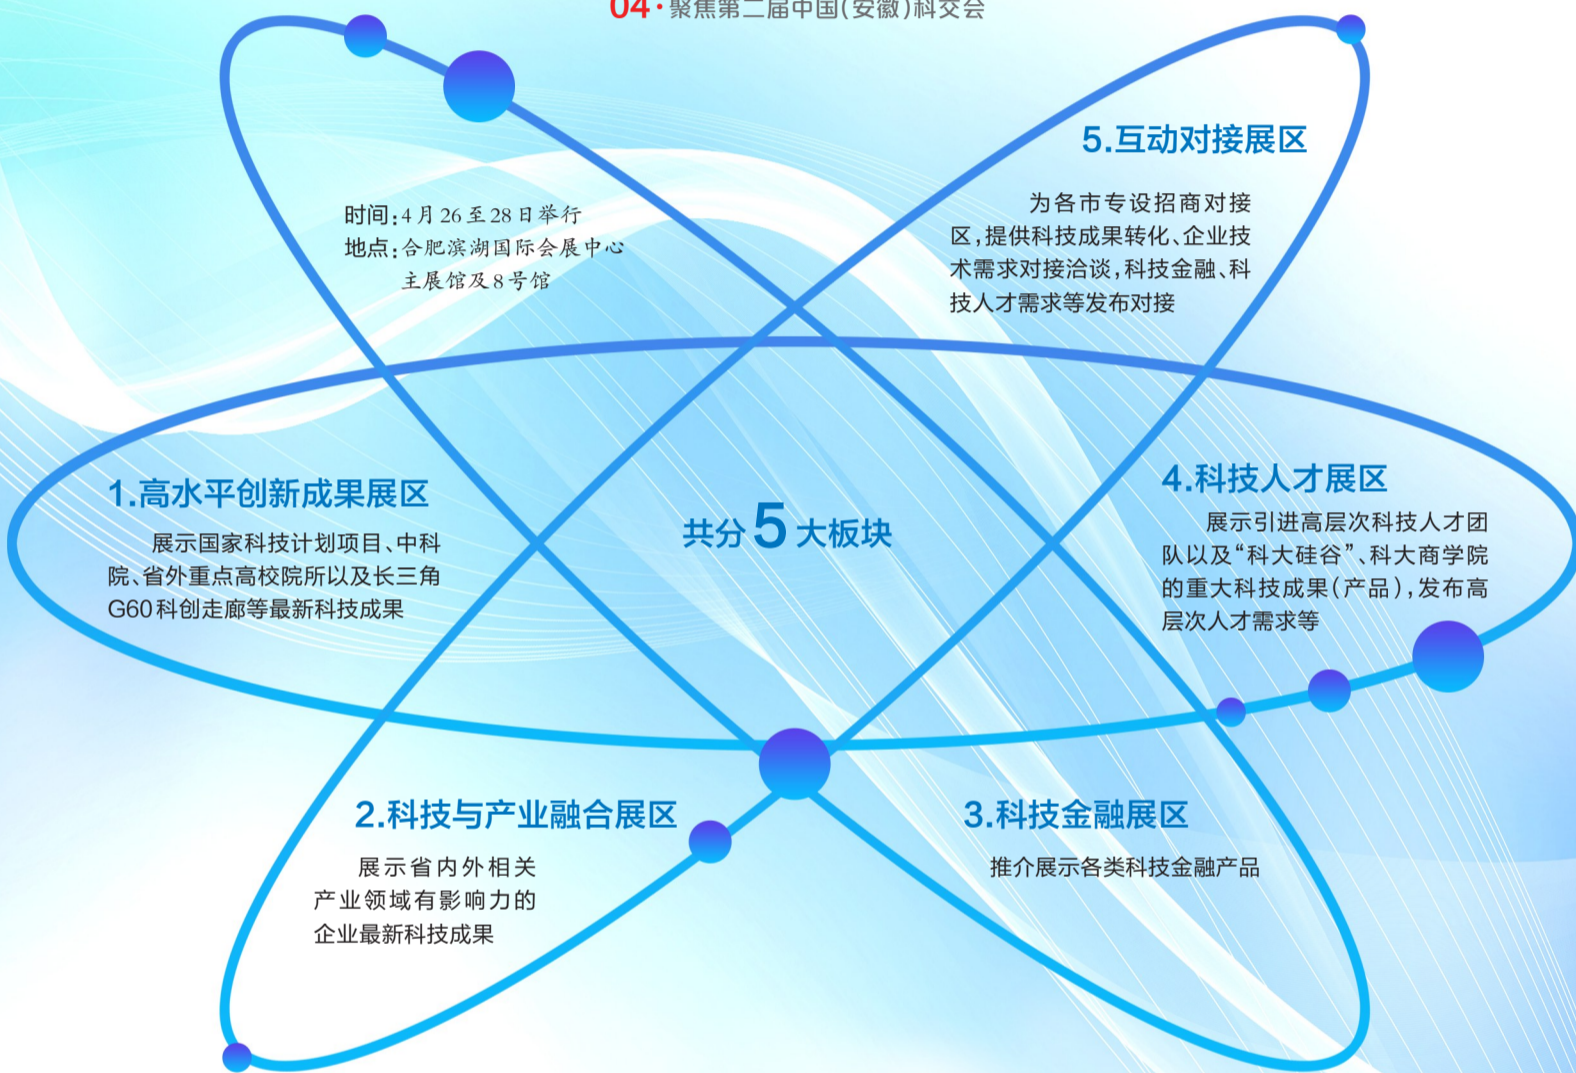 04·聚焦第二届中国(安徽)科交会
时间:4月26至28日举行
地点:合肥滨湖国际会展中心
主展馆及8号馆
5.互动对接展区
为各市专设招商对接
区,提供科技成果转化、企业技
术需求对接洽谈,科技金融、科
技人才需求等发布对接
1.高水平创新成果展区
展示国家科技计划项目、中科
院、省外重点高校院所以及长三角
G60科创走廊等最新科技成果
共分5大板块
4.科技人才展区
展示引进高层次科技人才团
队以及“科大硅谷”、科大商学院
的重大科技成果(产品),发布高
层次人才需求等
2.科技与产业融合展区
展示省内外相关
产业领域有影响力的
企业最新科技成果
3.科技金融展区
推介展示各类科技金融产品